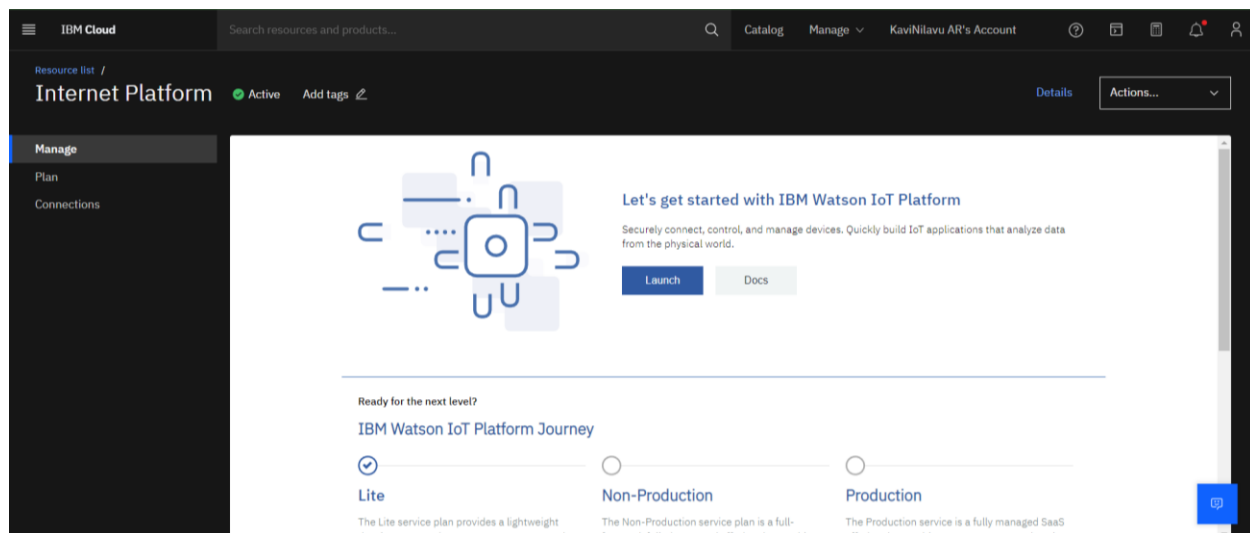 IBM Cloud
Search resources and products...
Catalog
Manage
KaviNilavu AR's Account
Resource list /
Internet Platform
Active
Add tags
Details
Actions...
Manage
Plan
Connections
Let's get started with IBM Watson IoT Platform
Securely connect, control, and manage devices. Quickly build IoT applications that analyze data
from the physical world.
Launch
Docs
Ready for the next level?
IBM Watson IoT Platform Journey
Lite
Non-Production
Production
The Lite service plan provides a lightweight
The Non-Production service plan is a full-
The Production service is a fully managed SaaS